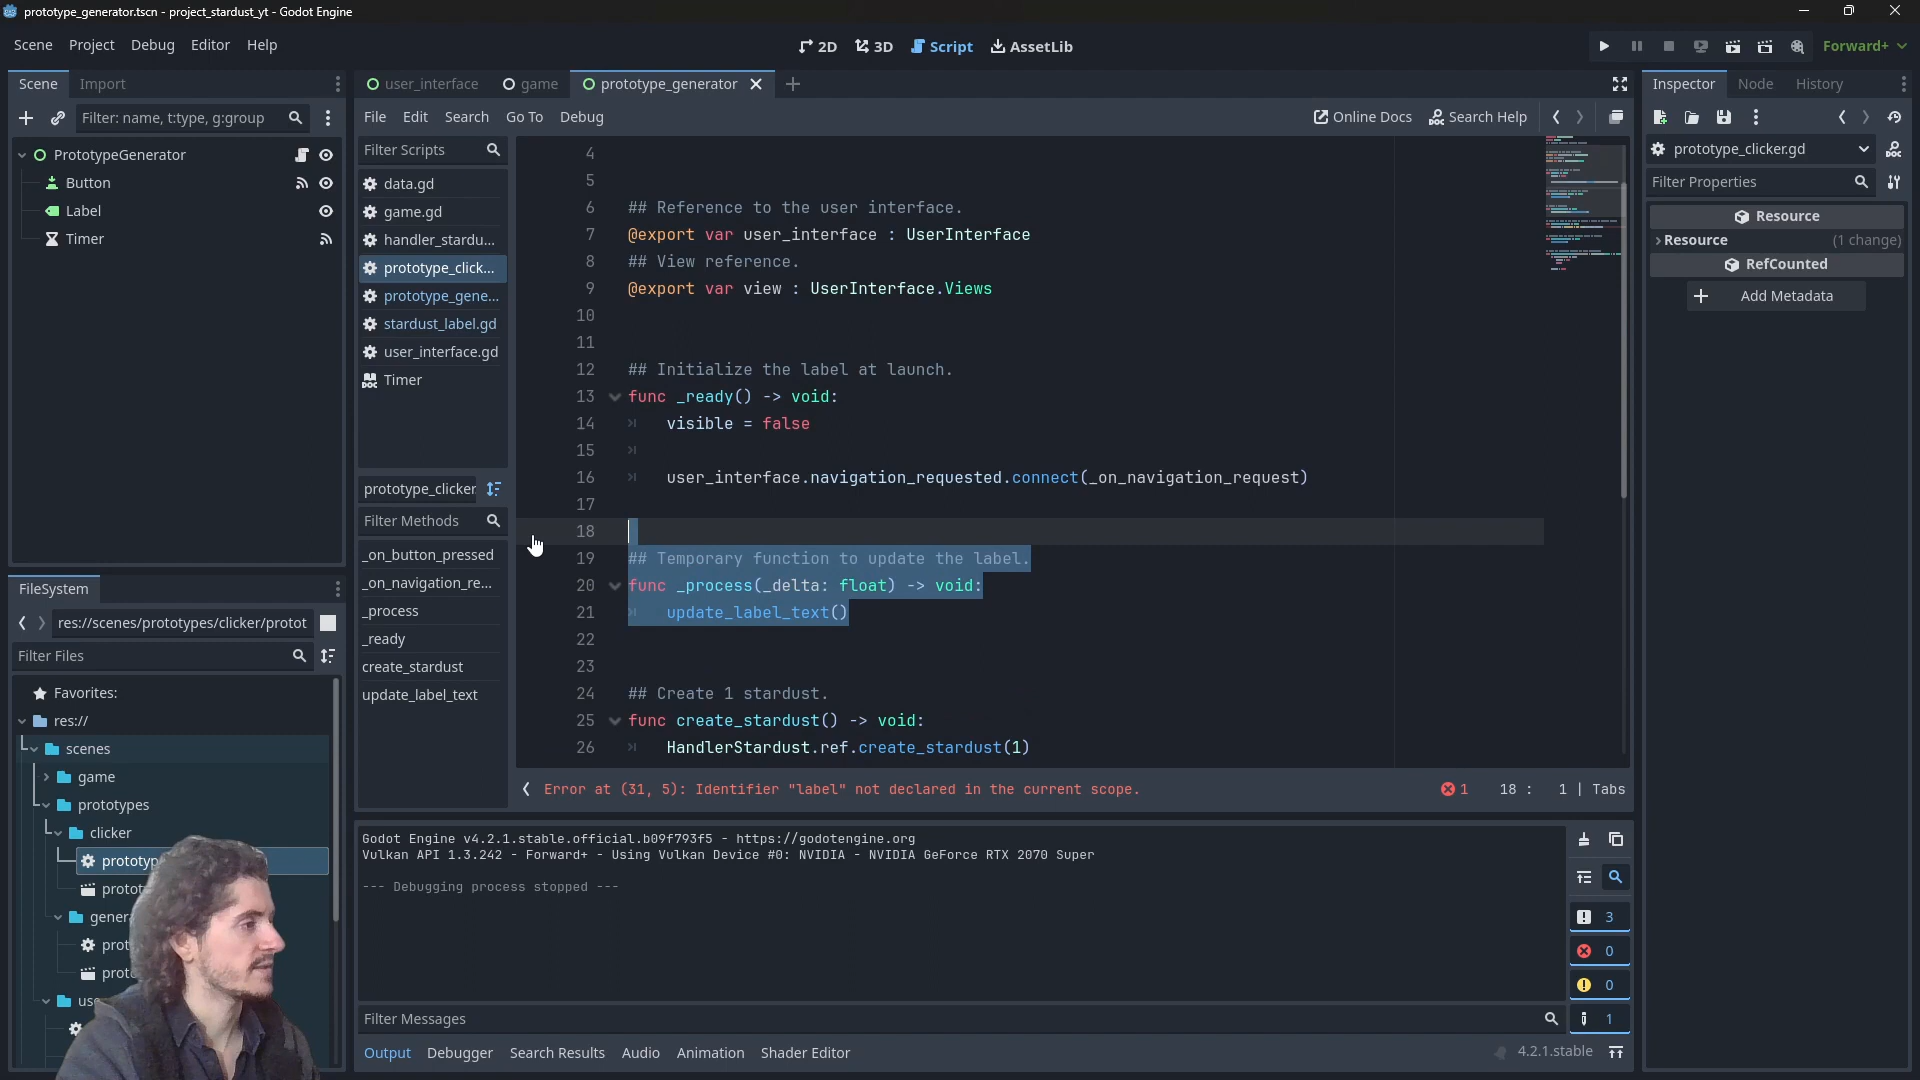 prototype_generator.tscn - project_stardust_yt - Godot Engine
Scene Project Debug Editor Help
2D 3D Script AssetLib
Forward+
Scene Import
Filter: name, t:type, g:group
PrototypeGenerator
Button
Label
Timer
FileSystem
res://scenes/prototypes/clicker/protot
Filter Files
Favorites:
res://
scenes
game
prototypes
clicker
user_interface game prototype_generator
File Edit Search Go To Debug
Online Docs Search Help
Filter Scripts
data.gd
game.gd
handler_stardu...
prototype_click...
prototype_gene...
stardust_label.gd
user_interface.gd
Timer
prototype_clicker
Filter Methods
_on_button_pressed
_on_navigation_re...
_process
_ready
create_stardust
update_label_text
4
5
6 ## Reference to the user interface.
7 @export var user_interface : UserInterface
8 ## View reference.
9 @export var view : UserInterface.Views
10
11
12 ## Initialize the label at launch.
13 func _ready() -> void:
14 visible = false
15
16 user_interface.navigation_requested.connect(_on_navigation_request)
17
18
19 ## Temporary function to update the label.
20 func _process(_delta: float) -> void:
21 update_label_text()
22
23
24 ## Create 1 stardust.
25 func create_stardust() -> void:
26 HandlerStardust.ref.create_stardust(1)
Error at (31, 5): Identifier "label" not declared in the current scope.
1 18 : 1 | Tabs
Godot Engine v4.2.1.stable.official.b09f793f5 - https://godotengine.org
Vulkan API 1.3.242 - Forward+ - Using Vulkan Device #0: NVIDIA - NVIDIA GeForce RTX 2070 Super
--- Debugging process stopped ---
3
0
0
1
Filter Messages
Output Debugger Search Results Audio Animation Shader Editor
4.2.1.stable
Inspector Node History
prototype_clicker.gd
Filter Properties
Resource
Resource (1 change)
RefCounted
Add Metadata